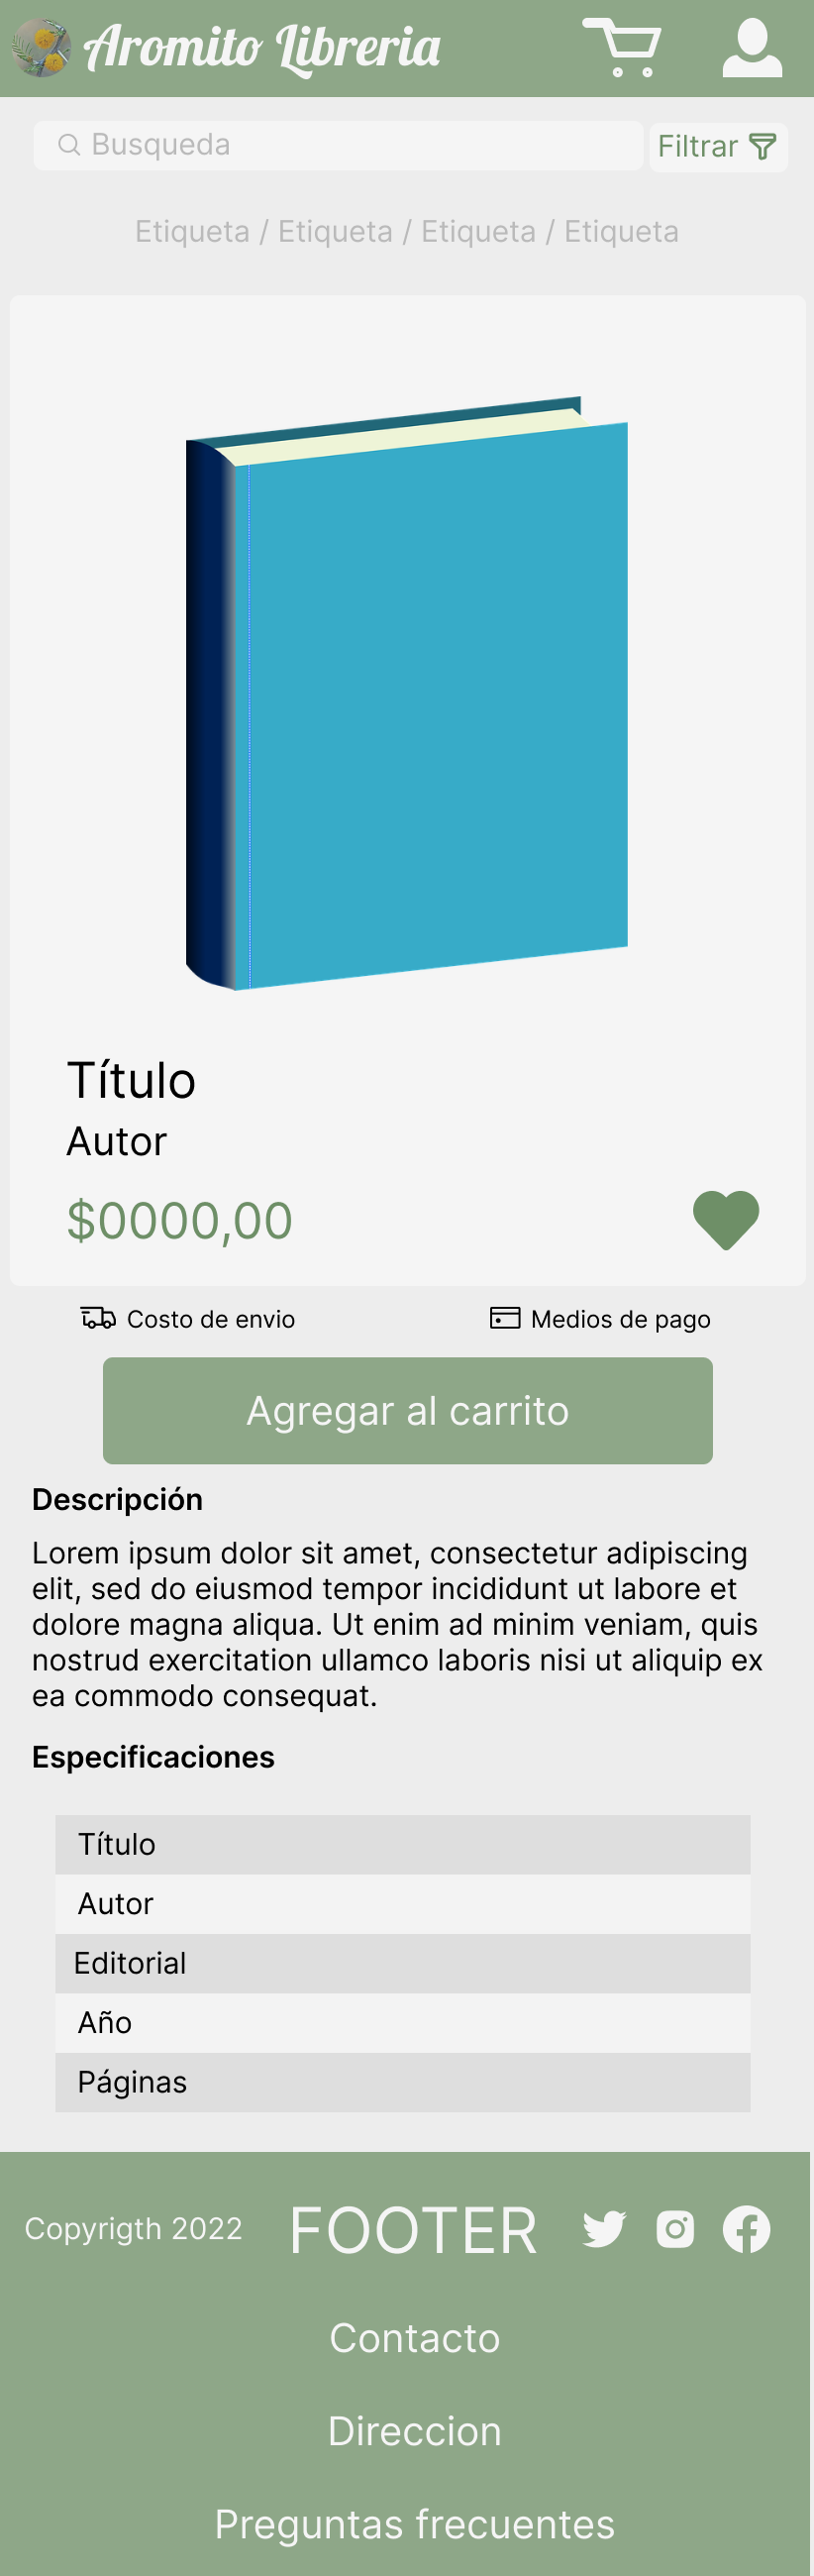 Aromito Libreria
Busqueda
Filtrar
Etiqueta / Etiqueta / Etiqueta / Etiqueta
Título
Autor
$0000,00
Costo de envio
Medios de pago
Agregar al carrito
Descripción
Lorem ipsum dolor sit amet, consectetur adipiscing
elit, sed do eiusmod tempor incididunt ut labore et
dolore magna aliqua. Ut enim ad minim veniam, quis
nostrud exercitation ullamco laboris nisi ut aliquip ex
ea commodo consequat.
Especificaciones
Título
Autor
Editorial
Año
Páginas
Copyrigth 2022
FOOTER
Contacto
Direccion
Preguntas frecuentes